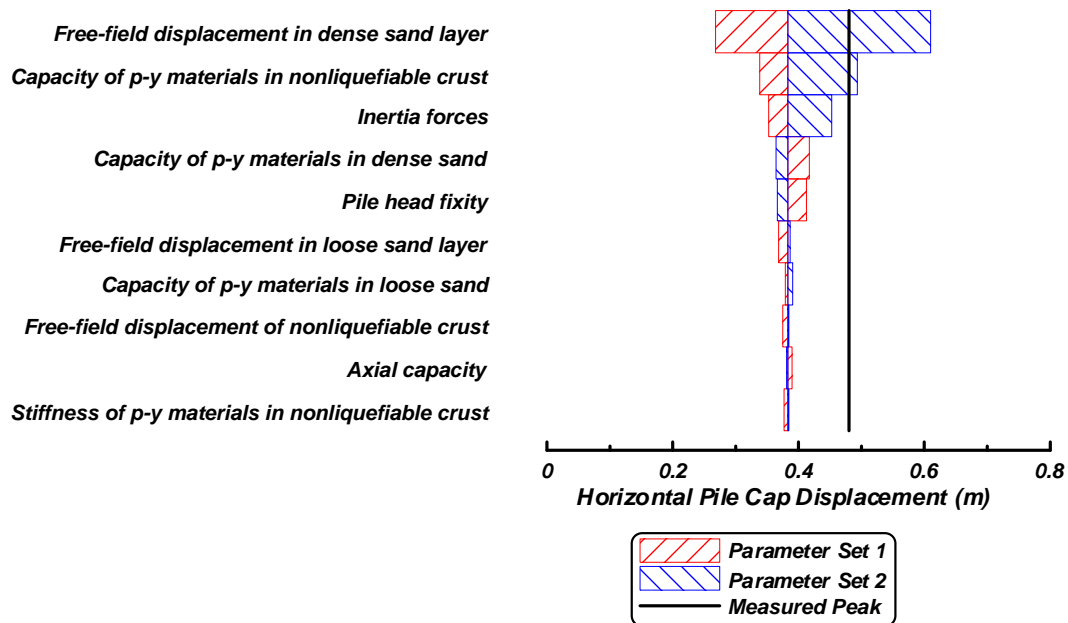 Free-field displacement in dense sand layer
Capacity of p-y materials in nonliquefiable crust
Inertia forces
Capacity of p-y materials in dense sand
Pile head fixity
Free-field displacement in loose sand layer
Capacity of p-y materials in loose sand
Free-field displacement of nonliquefiable crust
Axial capacity
Stiffness of p-y materials in nonliquefiable crust
0 0.2 0.4 0.6 0.8
Horizontal Pile Cap Displacement (m)
Parameter Set 1
Parameter Set 2
Measured Peak